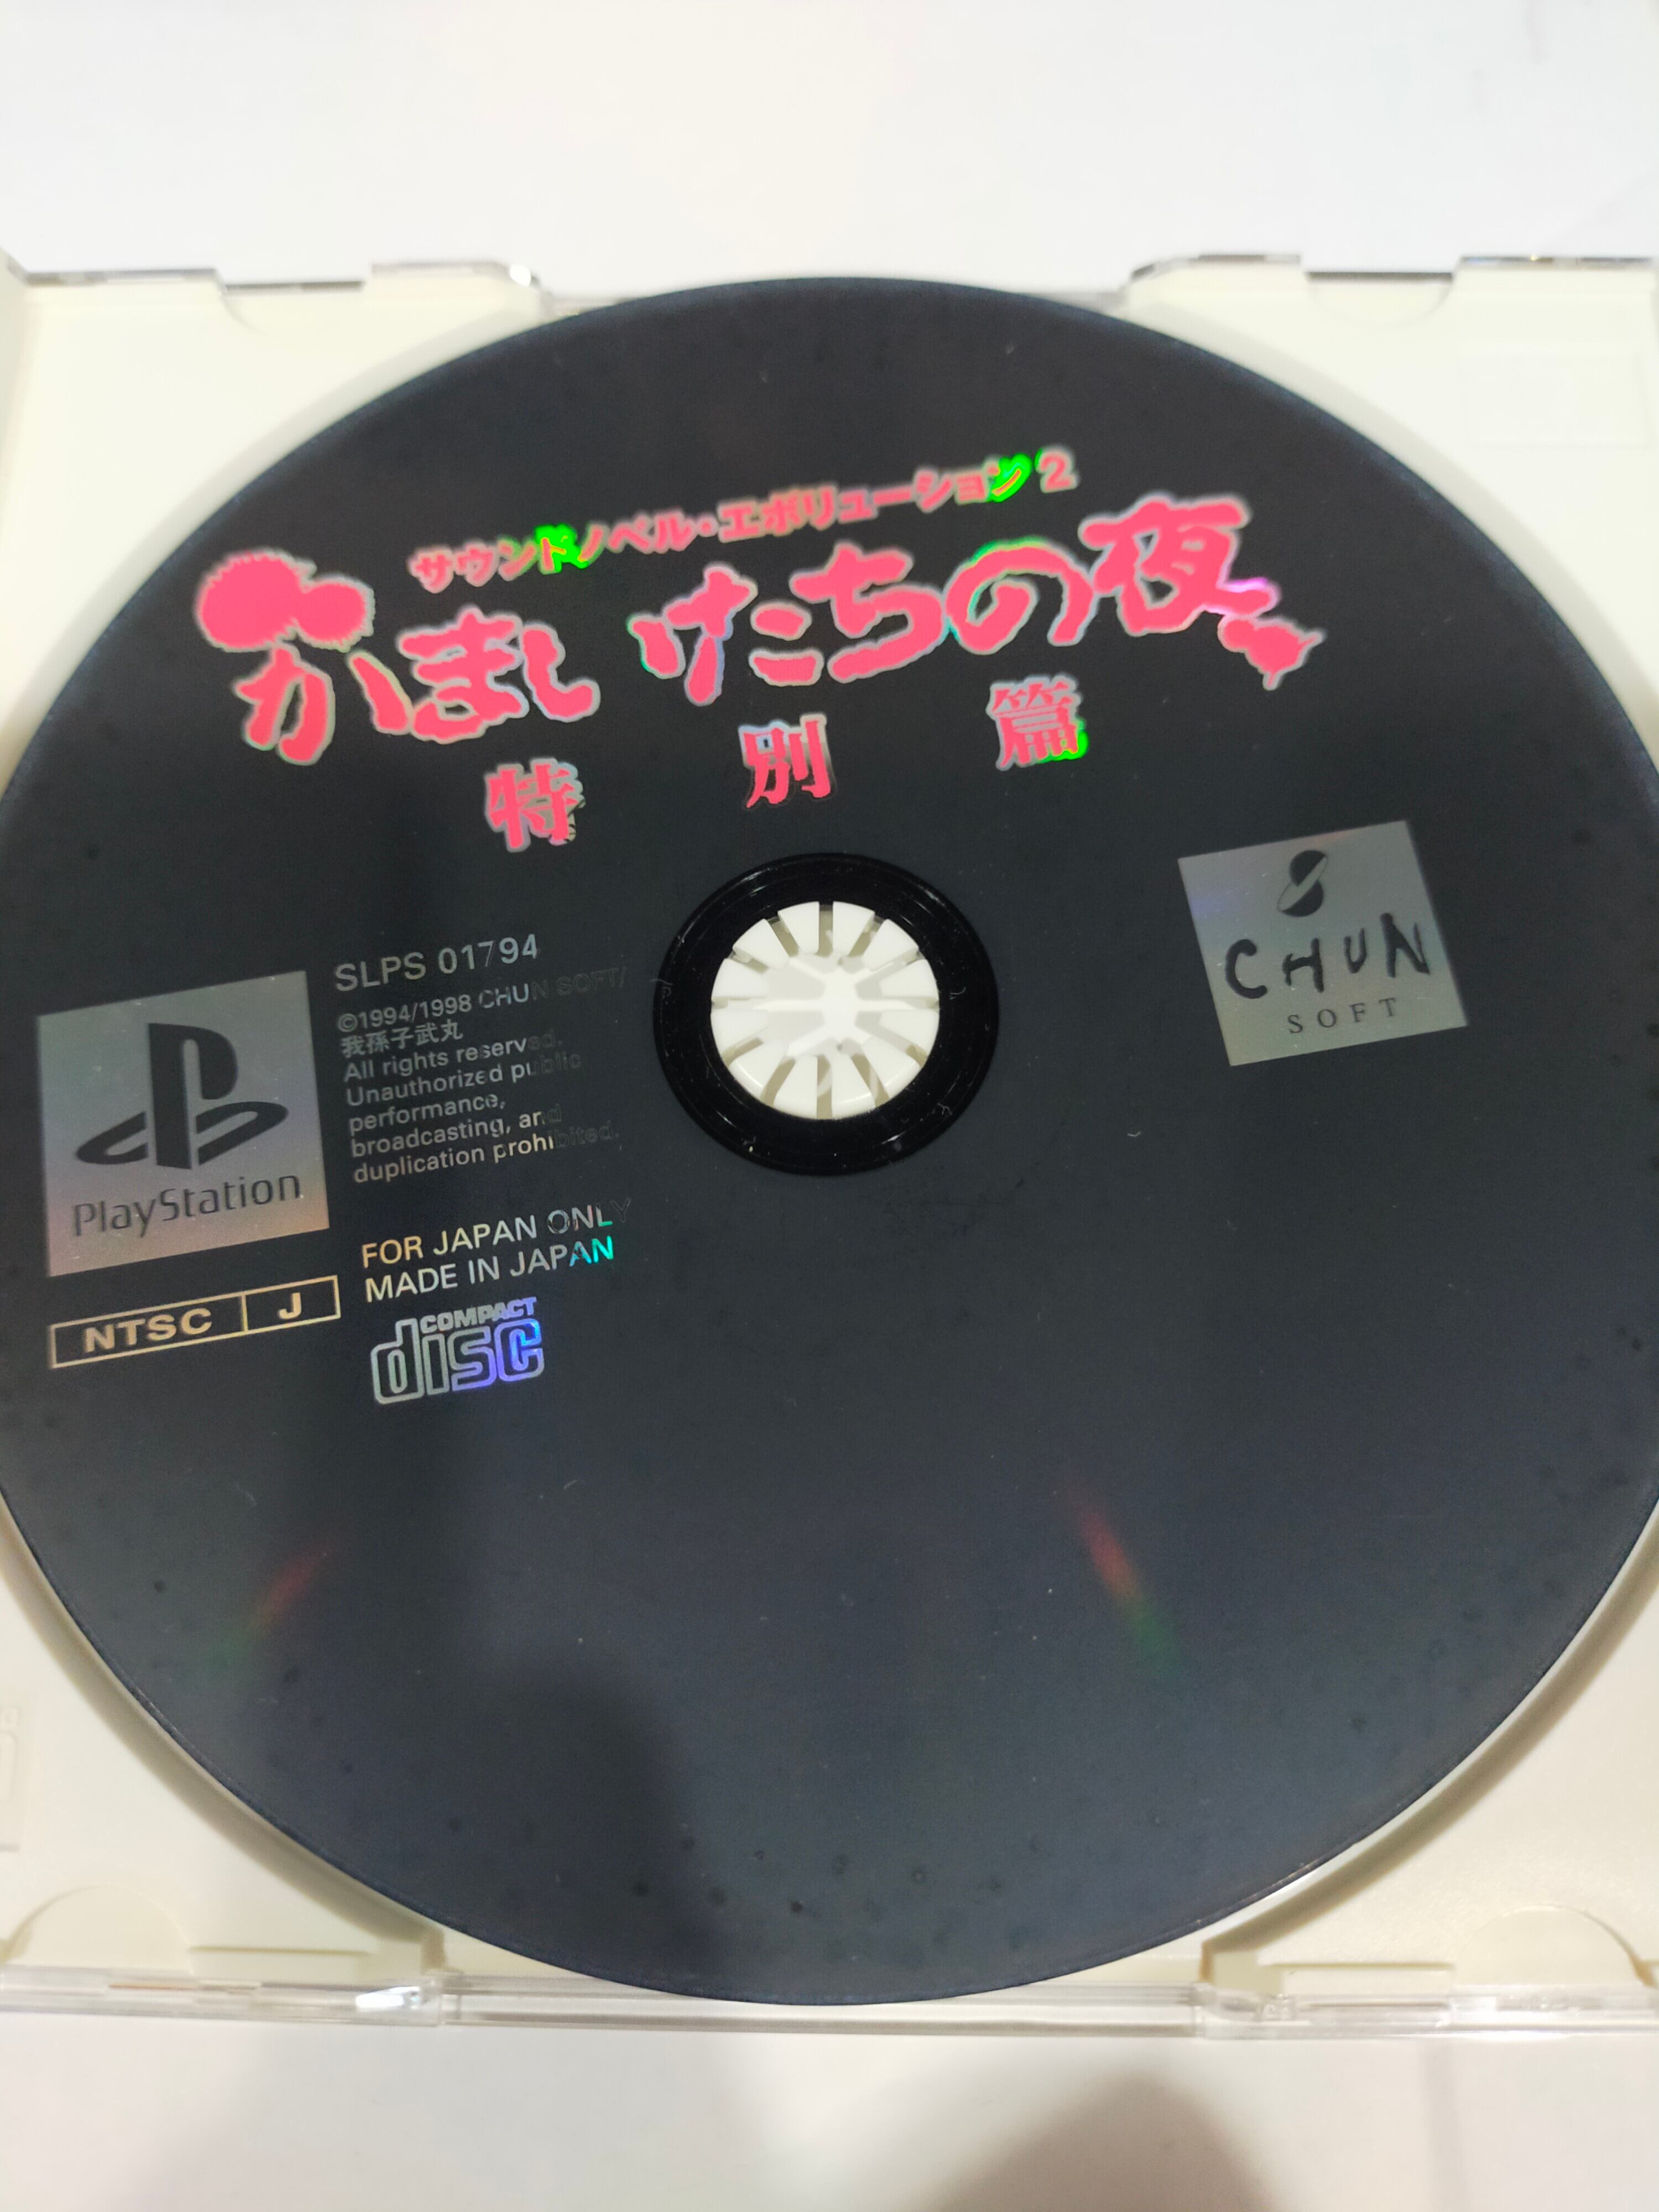 サウンドノベル・エボリューション2
かまいたちの夜
特別篇
SLPS 01794
©1994/1998 CHUN SOFT/
我孫子武丸
All rights reserved.
Unauthorized public
performance,
broadcasting, and
duplication prohibited.
FOR JAPAN ONLY
MADE IN JAPAN
COMPACT
disc
PlayStation
NTSC J
CHUN
SOFT